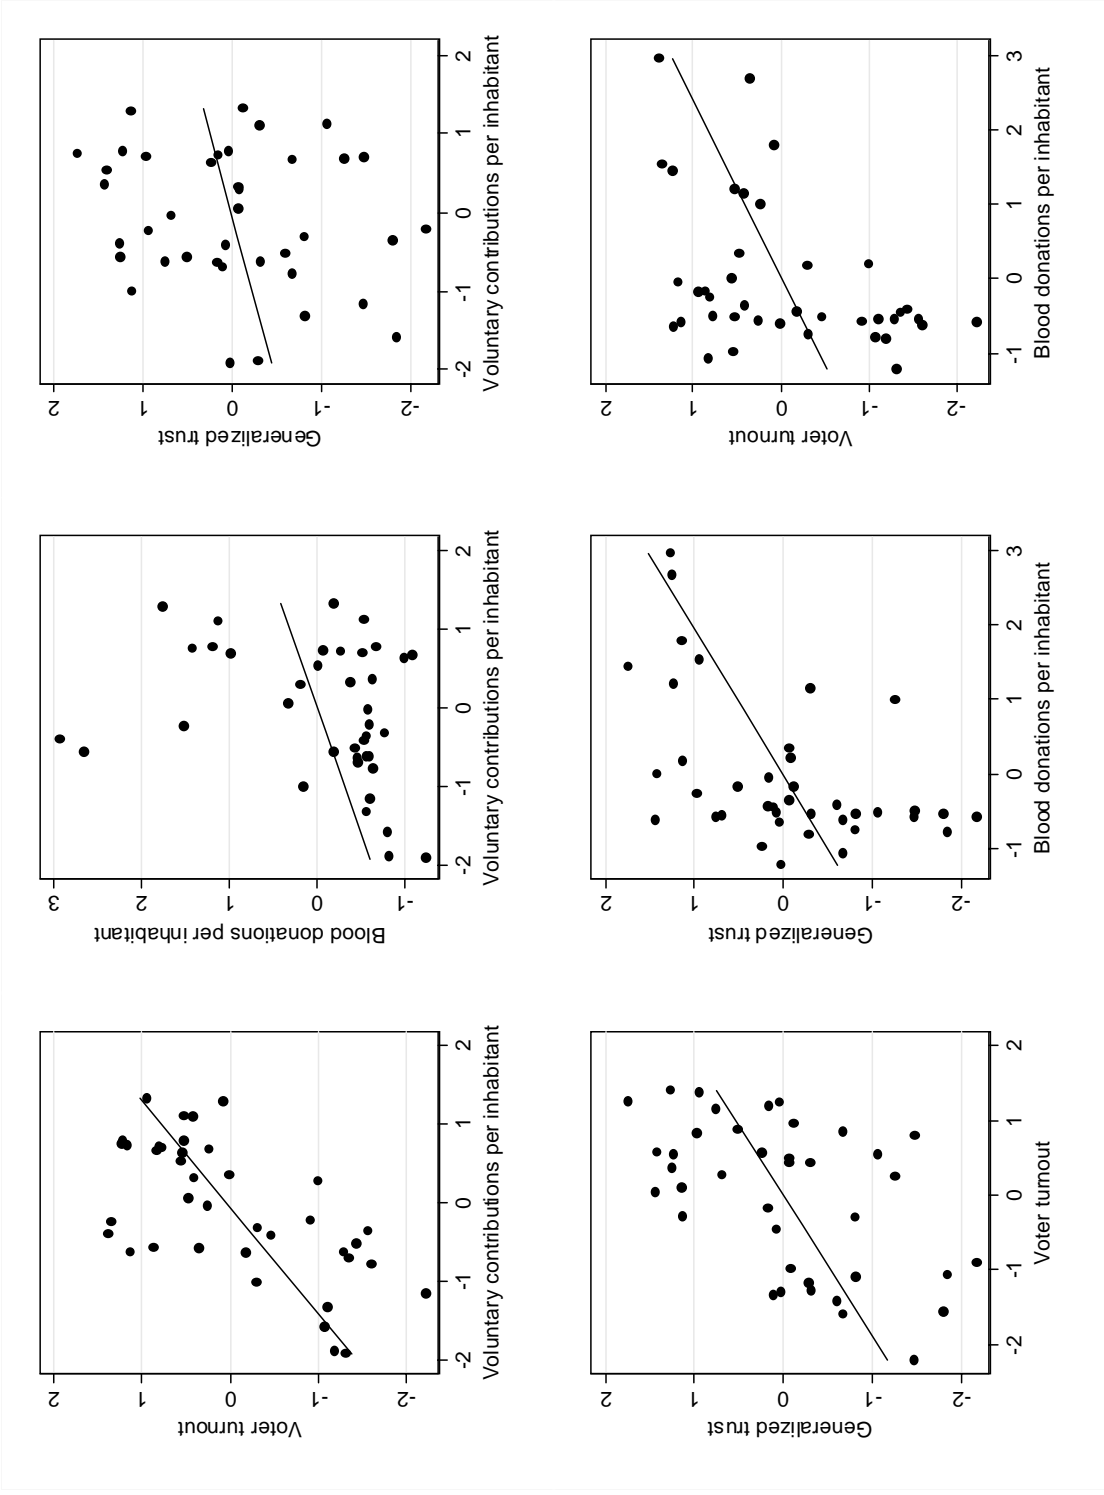 Voter turnout
2
1
0
-1
-2
-2 -1 0 1 2
Voluntary contributions per inhabitant
Blood donations per inhabitant
3
2
1
0
-1
-2 -1 0 1 2
Voluntary contributions per inhabitant
Generalized trust
2
1
0
-1
-2
-2 -1 0 1 2
Voluntary contributions per inhabitant
Generalized trust
2
1
0
-1
-2
-2 -1 0 1 2
Voter turnout
Generalized trust
2
1
0
-1
-2
-1 0 1 2 3
Blood donations per inhabitant
Voter turnout
2
1
0
-1
-2
-1 0 1 2 3
Blood donations per inhabitant